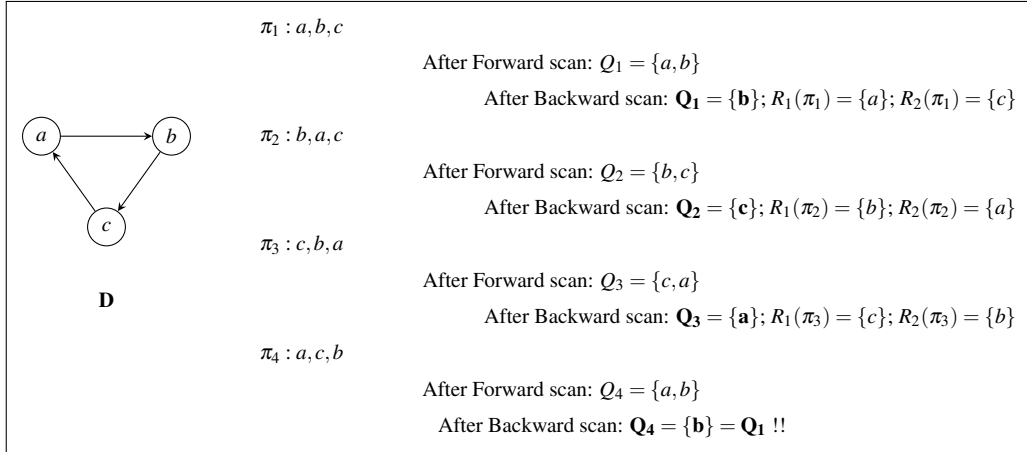 π₁ : a, b, c
After Forward scan: Q₁ = {a, b}
After Backward scan: Q₁ = {b}; R₁(π₁) = {a}; R₂(π₁) = {c}
a
b
π₂ : b, a, c
After Forward scan: Q₂ = {b, c}
After Backward scan: Q₂ = {c}; R₁(π₂) = {b}; R₂(π₂) = {a}
c
π₃ : c, b, a
After Forward scan: Q₃ = {c, a}
D
After Backward scan: Q₃ = {a}; R₁(π₃) = {c}; R₂(π₃) = {b}
π₄ : a, c, b
After Forward scan: Q₄ = {a, b}
After Backward scan: Q₄ = {b} = Q₁ !!